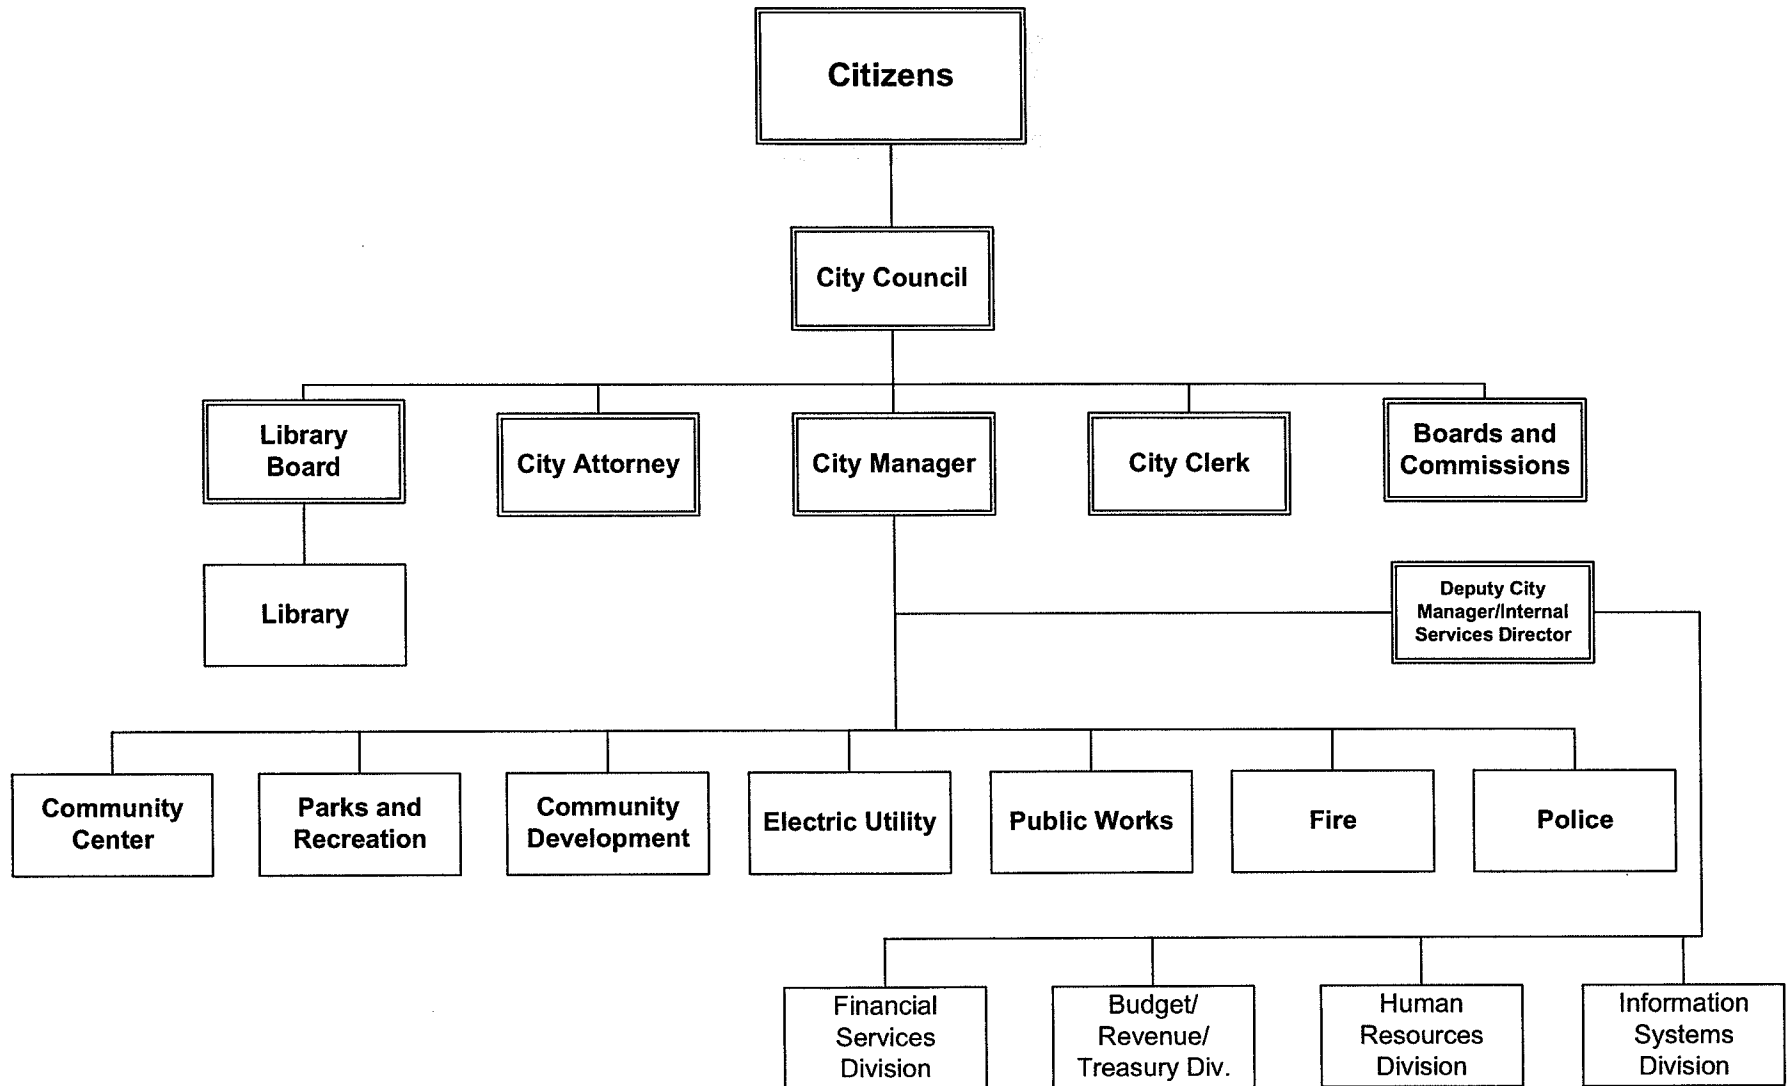 Citizens
City Council
Library
Board
City Attorney
City Manager
City Clerk
Boards and
Commissions
Library
Deputy City
Manager/Internal
Services Director
Community
Center
Parks and
Recreation
Community
Development
Electric Utility
Public Works
Fire
Police
Financial
Services
Division
Budget/
Revenue/
Treasury Div.
Human
Resources
Division
Information
Systems
Division